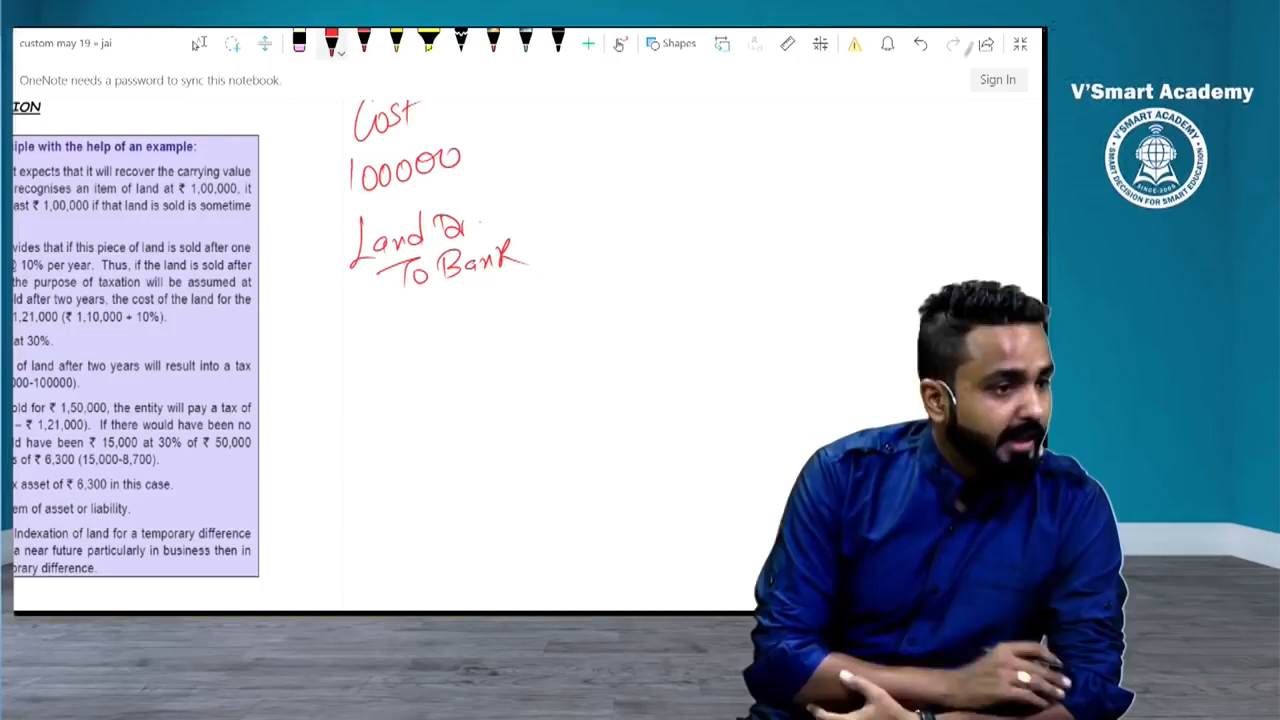 custom may 19 » jai
Shapes
OneNote needs a password to sync this notebook.
Sign In
ION
ciple with the help of an example:
t expects that it will recover the carrying value
recognises an item of land at ₹ 1,00,000, it
ast ₹ 1,00,000 if that land is sold is sometime
vides that if this piece of land is sold after one
@ 10% per year. Thus, if the land is sold after
the purpose of taxation will be assumed at
ld after two years, the cost of the land for the
1,21,000 (₹ 1,10,000 + 10%).
at 30%.
of land after two years will result into a tax
000-100000).
old for ₹ 1,50,000, the entity will pay a tax of
– ₹ 1,21,000). If there would have been no
ld have been ₹ 15,000 at 30% of ₹ 50,000
s of ₹ 6,300 (15,000-8,700).
x asset of ₹ 6,300 in this case.
em of asset or liability.
Indexation of land for a temporary difference
a near future particularly in business then in
orary difference.
Cost
100000
Land Dr
To Bank
V'Smart Academy
V'SMART ACADEMY
SINCE-2005
SMART DECISION FOR SMART EDUCATION